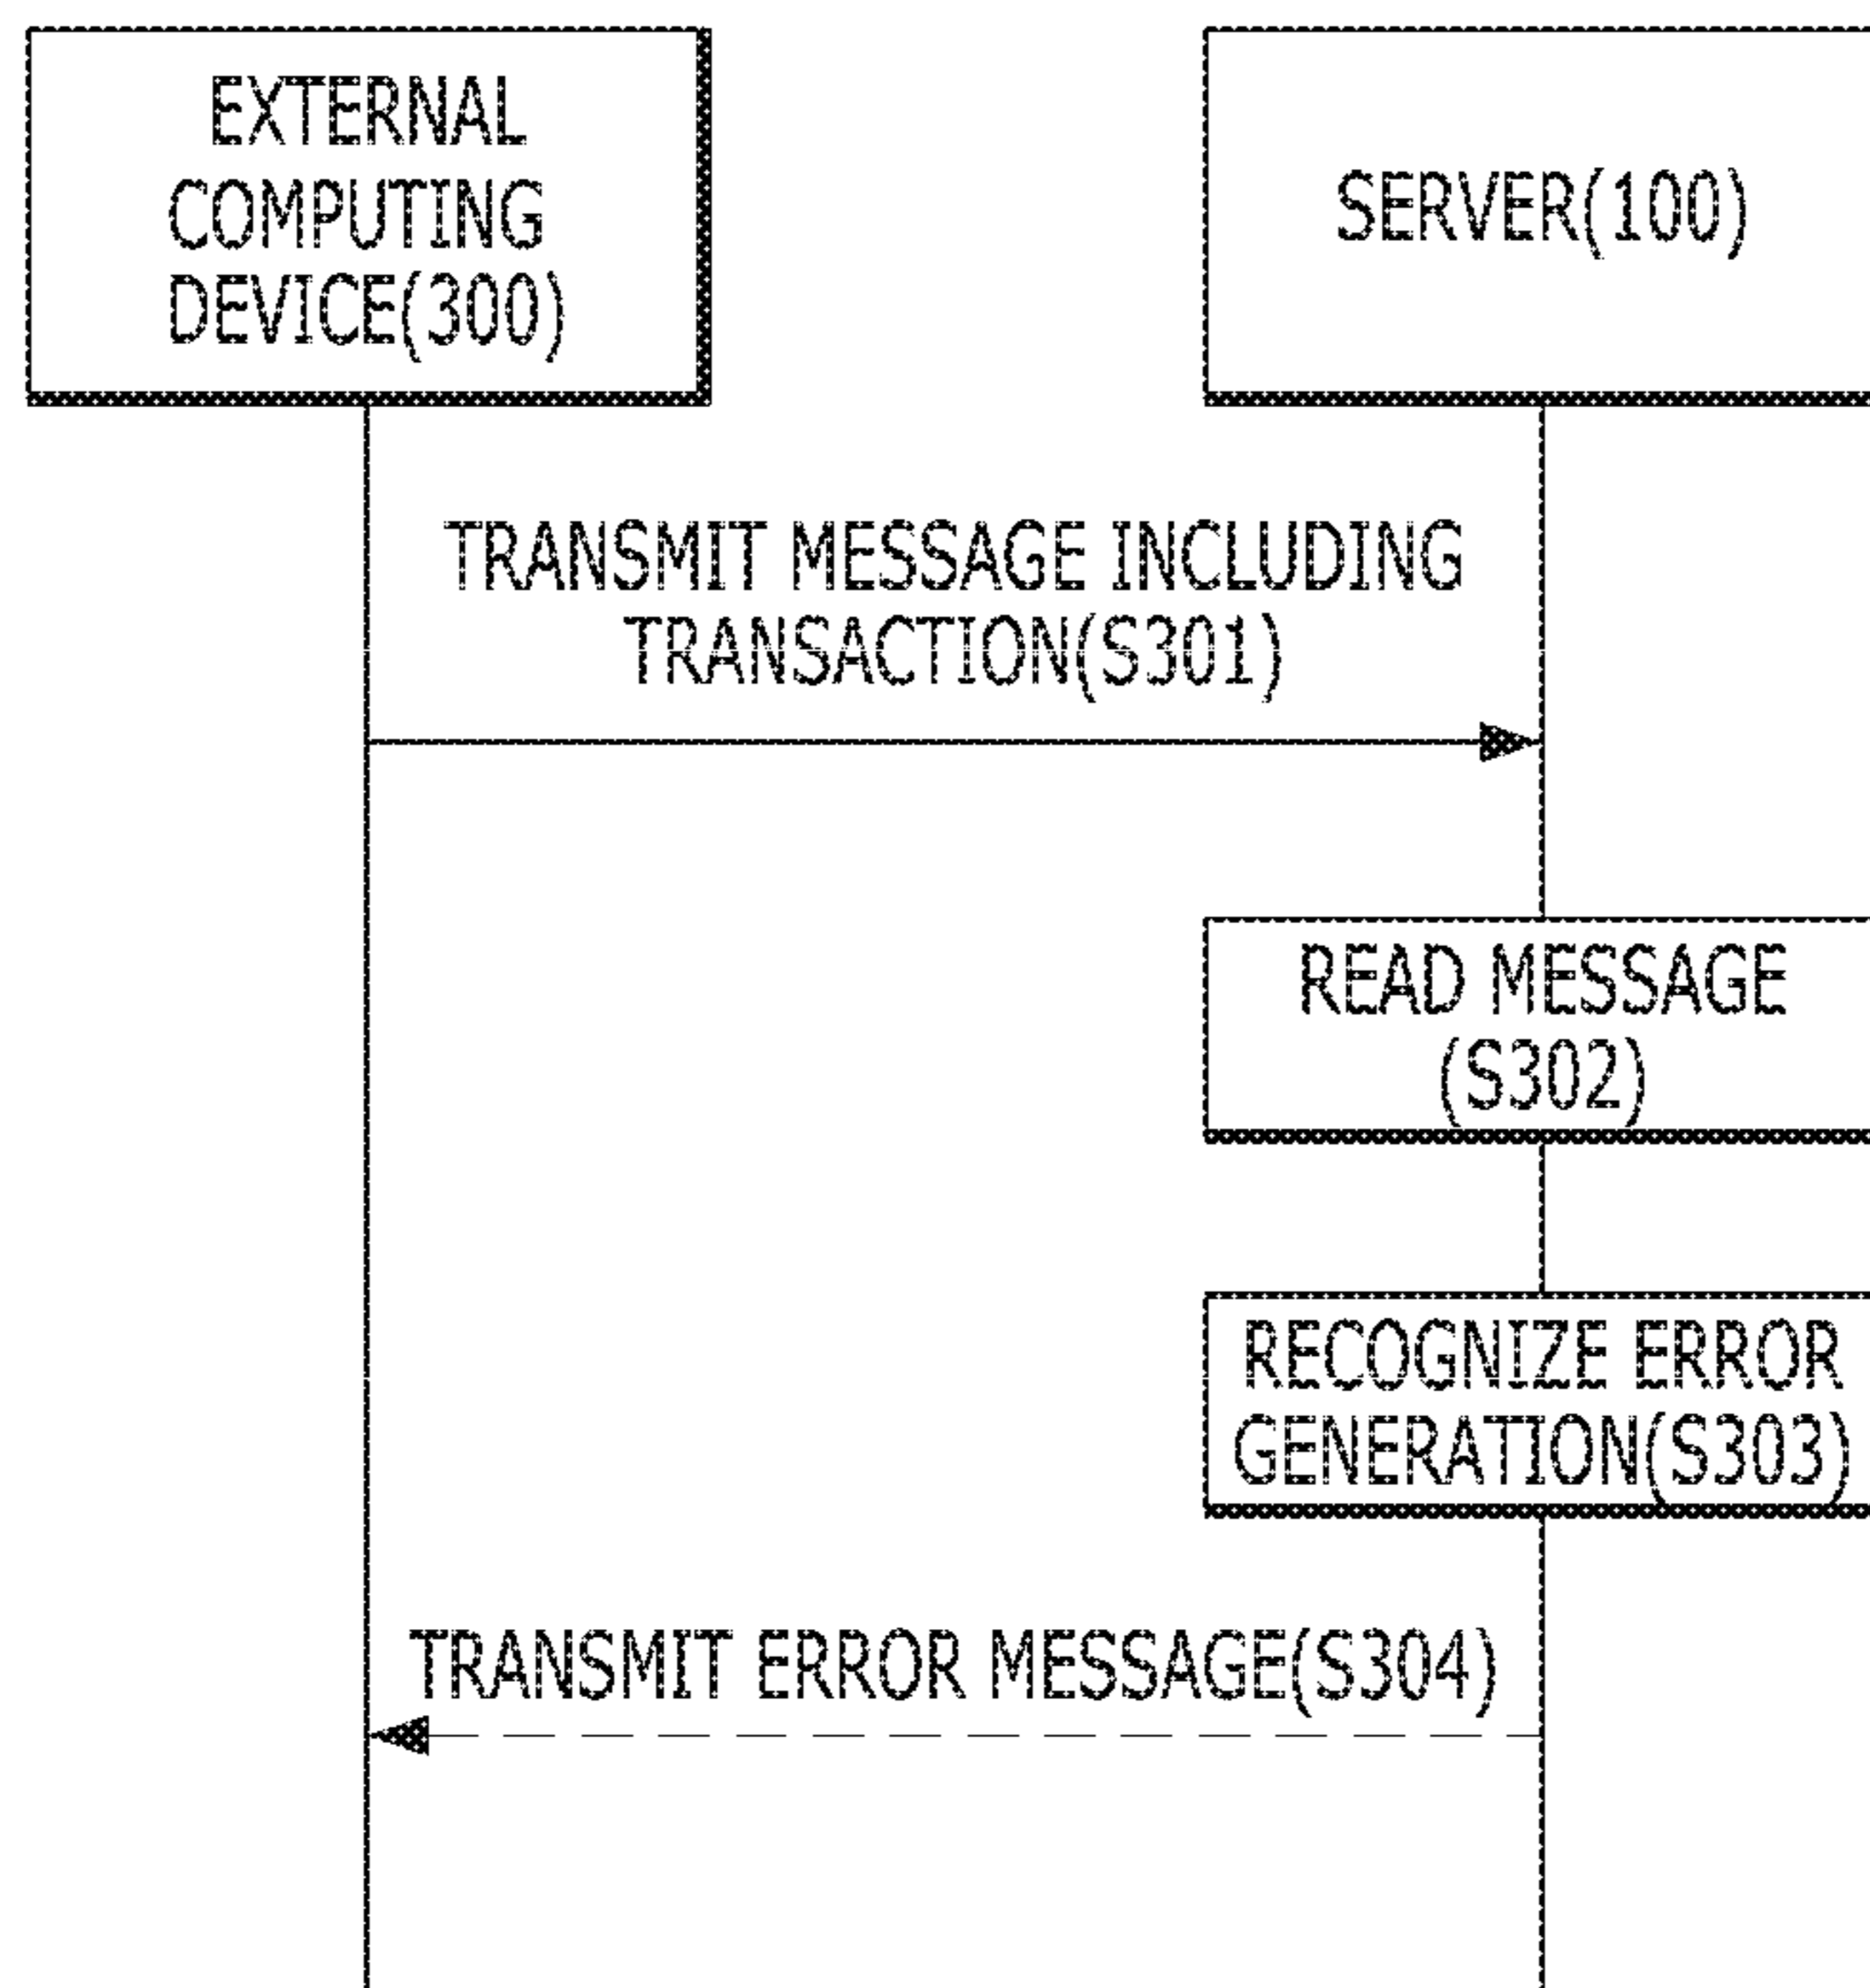 EXTERNAL
COMPUTING
DEVICE(300)
SERVER(100)
TRANSMIT MESSAGE INCLUDING
TRANSACTION(S301)
READ MESSAGE
(S302)
RECOGNIZE ERROR
GENERATION(S303)
TRANSMIT ERROR MESSAGE(S304)